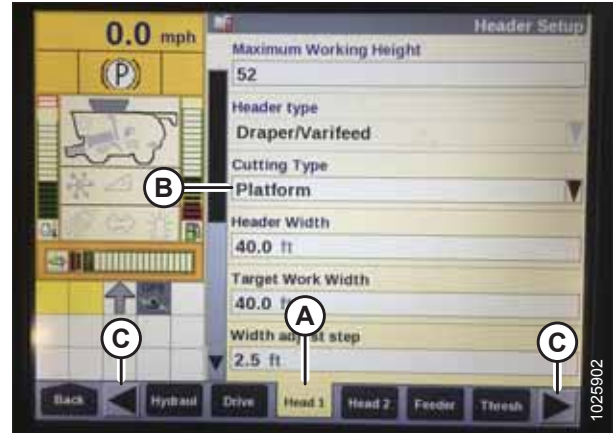 0.0 mph
(P)
Header Setup
Maximum Working Height
52
Header type
Draper/Varifeed
Cutting Type
B
Platform
Header Width
40.0 ft
Target Work Width
40.0 ft
A
C
C
Width adjust step
2.5 ft
Back
Hydraul
Drive
Head 1
Head 2
Feeder
Thresh
1025902